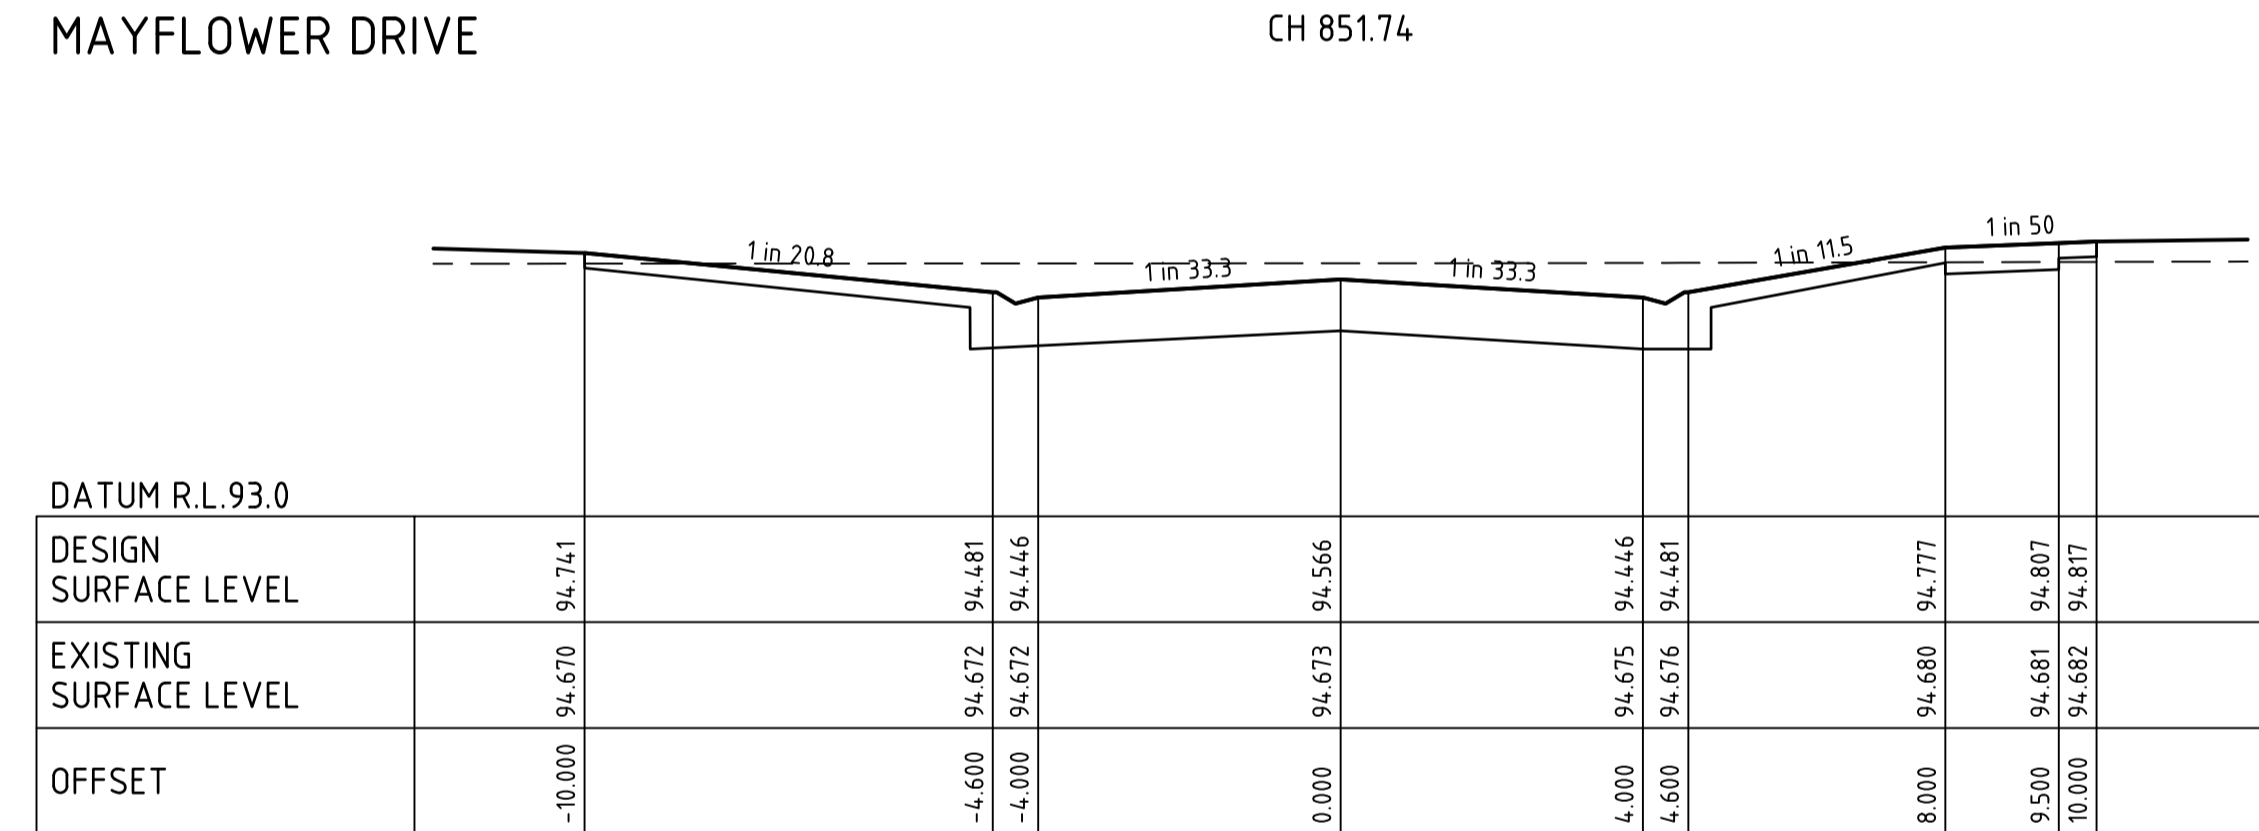 MAYFLOWER DRIVE
CH 851.74
1 in 20.8
1 in 33.3
1 in 33.3
1 in 11.5
1 in 50
DATUM R.L.93.0
DESIGN
SURFACE LEVEL
94.741
94.481
94.446
94.566
94.446
94.481
94.777
94.807
94.817
EXISTING
SURFACE LEVEL
94.670
94.672
94.672
94.673
94.675
94.676
94.680
94.681
94.682
OFFSET
-10.000
-4.600
-4.000
0.000
4.000
4.600
8.000
9.500
10.000